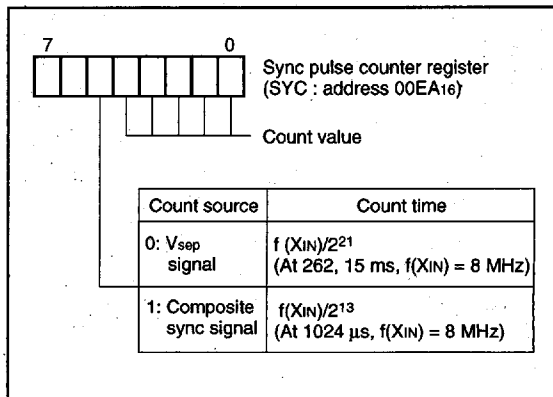 7 0
Sync pulse counter register
(SYC : address 00EA16)
Count value
Count source Count time
0: Vsep signal f (XIN)/2^21
(At 262, 15 ms, f(XIN) = 8 MHz)
1: Composite sync signal f(XIN)/2^13
(At 1024 µs, f(XIN) = 8 MHz)